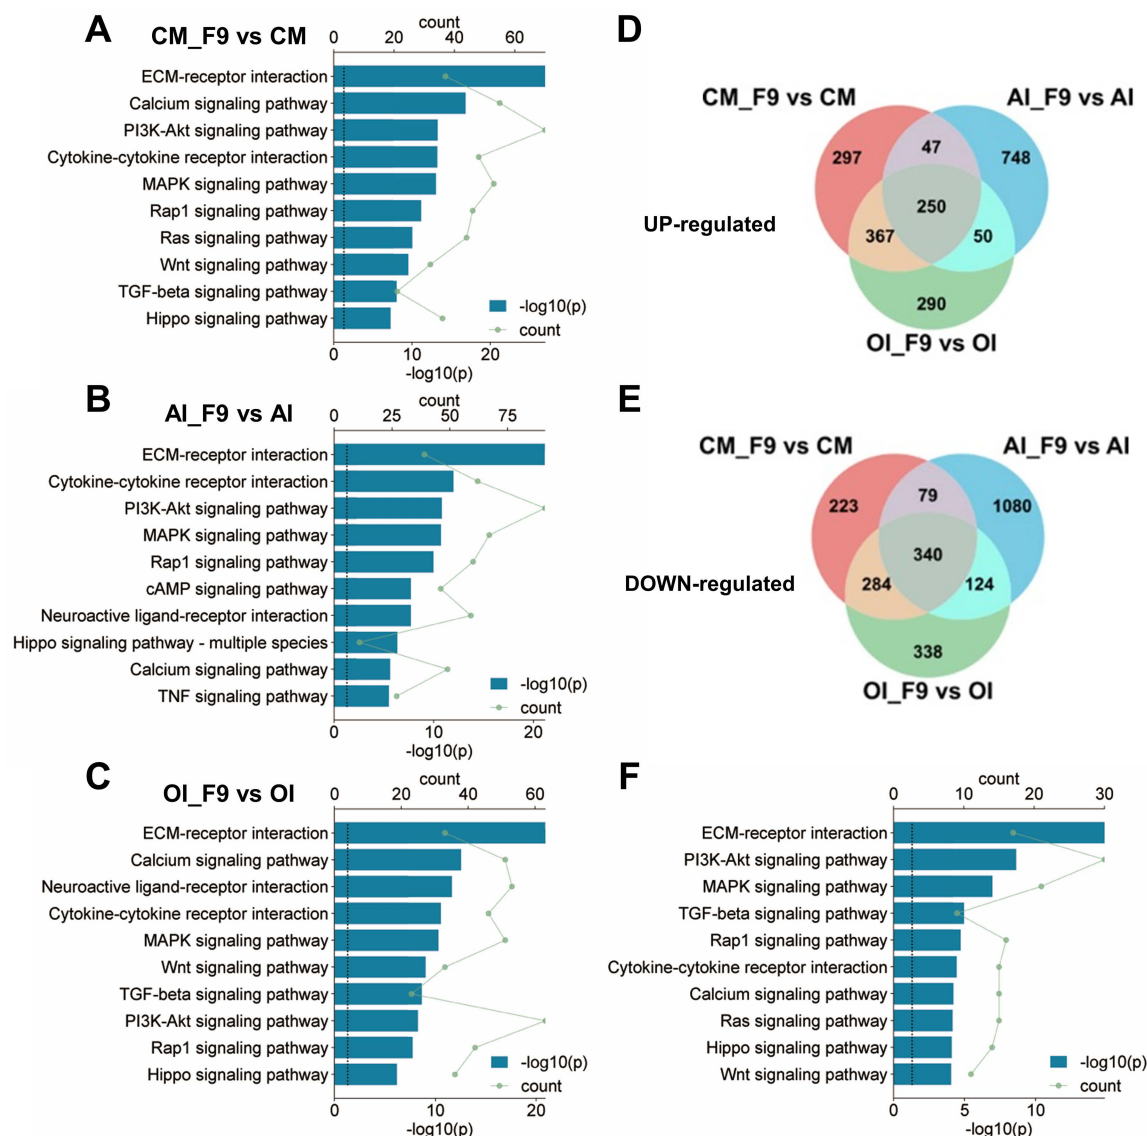 A
CM_F9 vs CM
count
0 20 40 60
ECM-receptor interaction
Calcium signaling pathway
PI3K-Akt signaling pathway
Cytokine-cytokine receptor interaction
MAPK signaling pathway
Rap1 signaling pathway
Ras signaling pathway
Wnt signaling pathway
TGF-beta signaling pathway
Hippo signaling pathway
-log10(p)
count
0 10 20
-log10(p)
B
AI_F9 vs AI
count
0 25 50 75
ECM-receptor interaction
Cytokine-cytokine receptor interaction
PI3K-Akt signaling pathway
MAPK signaling pathway
Rap1 signaling pathway
cAMP signaling pathway
Neuroactive ligand-receptor interaction
Hippo signaling pathway - multiple species
Calcium signaling pathway
TNF signaling pathway
-log10(p)
count
0 10 20
-log10(p)
C
OI_F9 vs OI
count
0 20 40 60
ECM-receptor interaction
Calcium signaling pathway
Neuroactive ligand-receptor interaction
Cytokine-cytokine receptor interaction
MAPK signaling pathway
Wnt signaling pathway
TGF-beta signaling pathway
PI3K-Akt signaling pathway
Rap1 signaling pathway
Hippo signaling pathway
-log10(p)
count
0 10 20
-log10(p)
D
CM_F9 vs CM
AI_F9 vs AI
297
47
748
UP-regulated
250
367
50
290
OI_F9 vs OI
E
CM_F9 vs CM
AI_F9 vs AI
223
79
1080
DOWN-regulated
340
284
124
338
OI_F9 vs OI
F
count
0 10 20 30
ECM-receptor interaction
PI3K-Akt signaling pathway
MAPK signaling pathway
TGF-beta signaling pathway
Rap1 signaling pathway
Cytokine-cytokine receptor interaction
Calcium signaling pathway
Ras signaling pathway
Hippo signaling pathway
Wnt signaling pathway
-log10(p)
count
0 5 10
-log10(p)